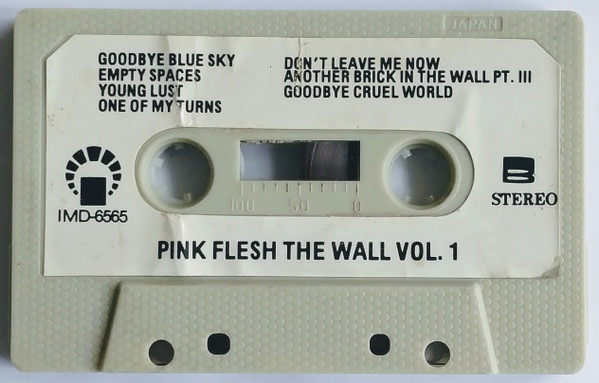 JAPAN
GOODBYE BLUE SKY
EMPTY SPACES
YOUNG LUST
ONE OF MY TURNS
DON'T LEAVE ME NOW
ANOTHER BRICK IN THE WALL PT. III
GOODBYE CRUEL WORLD
IMD-6565
100 50 0
B
STEREO
PINK FLESH THE WALL VOL. 1